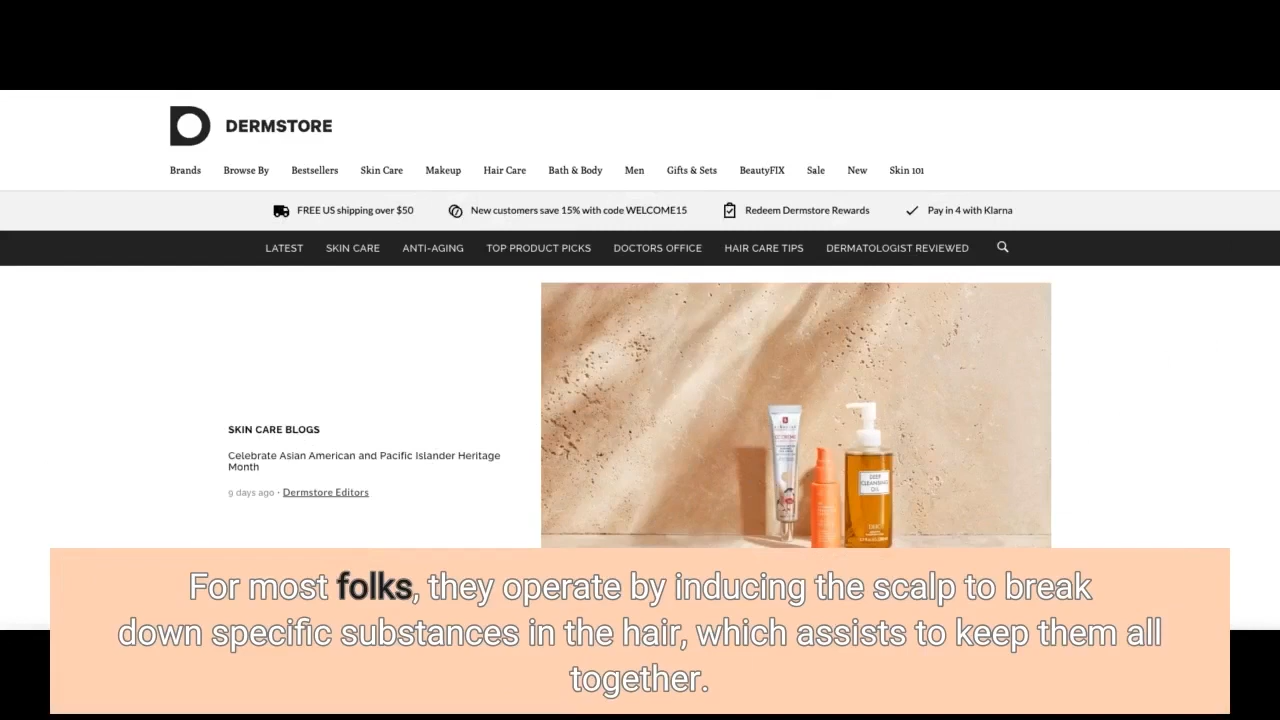 DERMSTORE
Brands Browse By Bestsellers Skin Care Makeup Hair Care Bath & Body Men Gifts & Sets BeautyFIX Sale New Skin 101
FREE US shipping over $50 New customers save 15% with code WELCOME15 Redeem Dermstore Rewards Pay in 4 with Klarna
LATEST SKIN CARE ANTI-AGING TOP PRODUCT PICKS DOCTORS OFFICE HAIR CARE TIPS DERMATOLOGIST REVIEWED
SKIN CARE BLOGS
Celebrate Asian American and Pacific Islander Heritage
Month
9 days ago · Dermstore Editors
DEEP
CLEANSING
OIL
DHC
For most folks, they operate by inducing the scalp to break
down specific substances in the hair, which assists to keep them all
together.